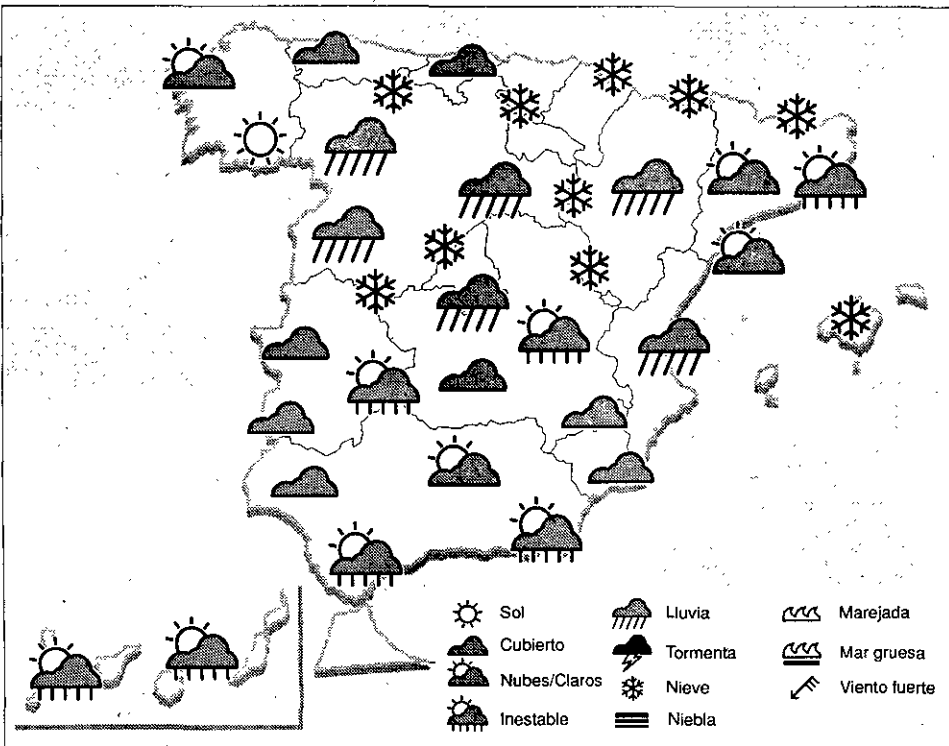 Sol
Cubierto
Nubes/Claros
Inestable
Lluvia
Tormenta
Nieve
Niebla
Marejada
Mar gruesa
Viento fuerte